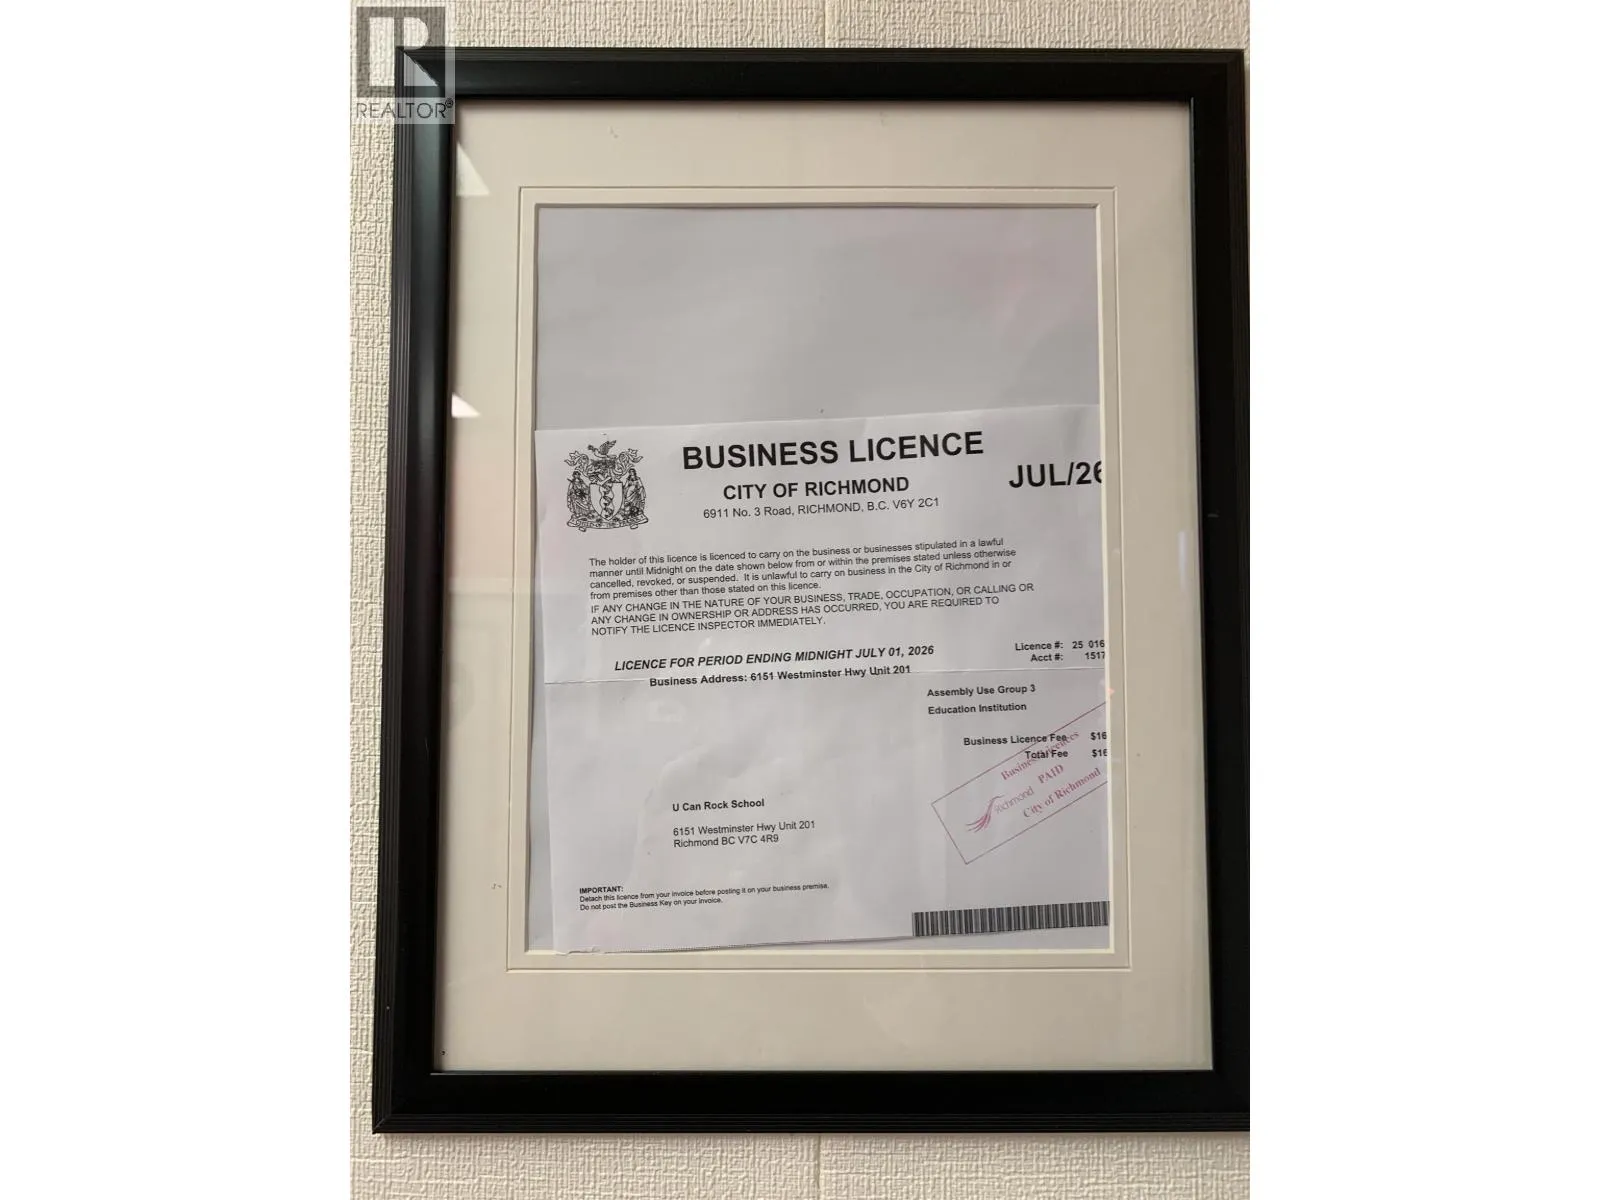 REALTOR®
BUSINESS LICENCE
CITY OF RICHMOND
6911 No. 3 Road, RICHMOND, B.C. V6Y 2C1
JUL/26
The holder of this licence is licenced to carry on the business or businesses stipulated in a lawful
manner until Midnight on the date shown below from or within the premises stated unless otherwise
cancelled, revoked, or suspended. It is unlawful to carry on business in the City of Richmond in or
from premises other than those stated on this licence.
IF ANY CHANGE IN THE NATURE OF YOUR BUSINESS, TRADE, OCCUPATION, OR CALLING OR
ANY CHANGE IN OWNERSHIP OR ADDRESS HAS OCCURRED, YOU ARE REQUIRED TO
NOTIFY THE LICENCE INSPECTOR IMMEDIATELY.
LICENCE FOR PERIOD ENDING MIDNIGHT JULY 01, 2026
Business Address: 6151 Westminster Hwy Unit 201
Licence #: 25 016
Acct #: 1517
Assembly Use Group 3
Education Institution
Business Licence Fee $16
Total Fee $16
Business Licences
PAID
Richmond
City of Richmond
U Can Rock School
6151 Westminster Hwy Unit 201
Richmond BC V7C 4R9
IMPORTANT:
Detach this licence from your invoice before posting it on your business premise.
Do not post the Business Key on your invoice.